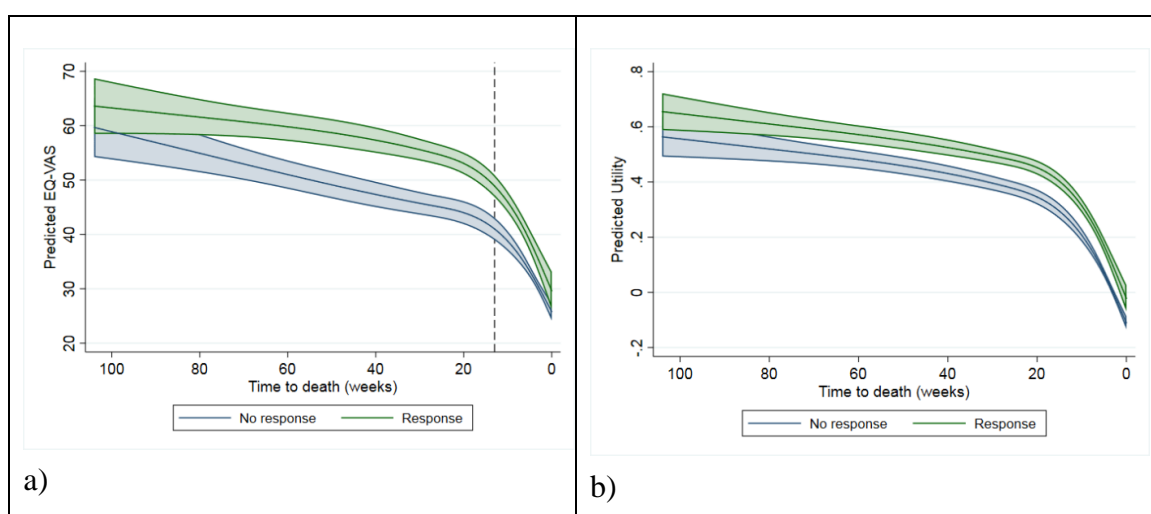 70
60
50
40
30
20
Predicted EQ-VAS
100 80 60 40 20 0
Time to death (weeks)
No response Response
a)
.8
.6
.4
.2
0
-.2
Predicted Utility
100 80 60 40 20 0
Time to death (weeks)
No response Response
b)